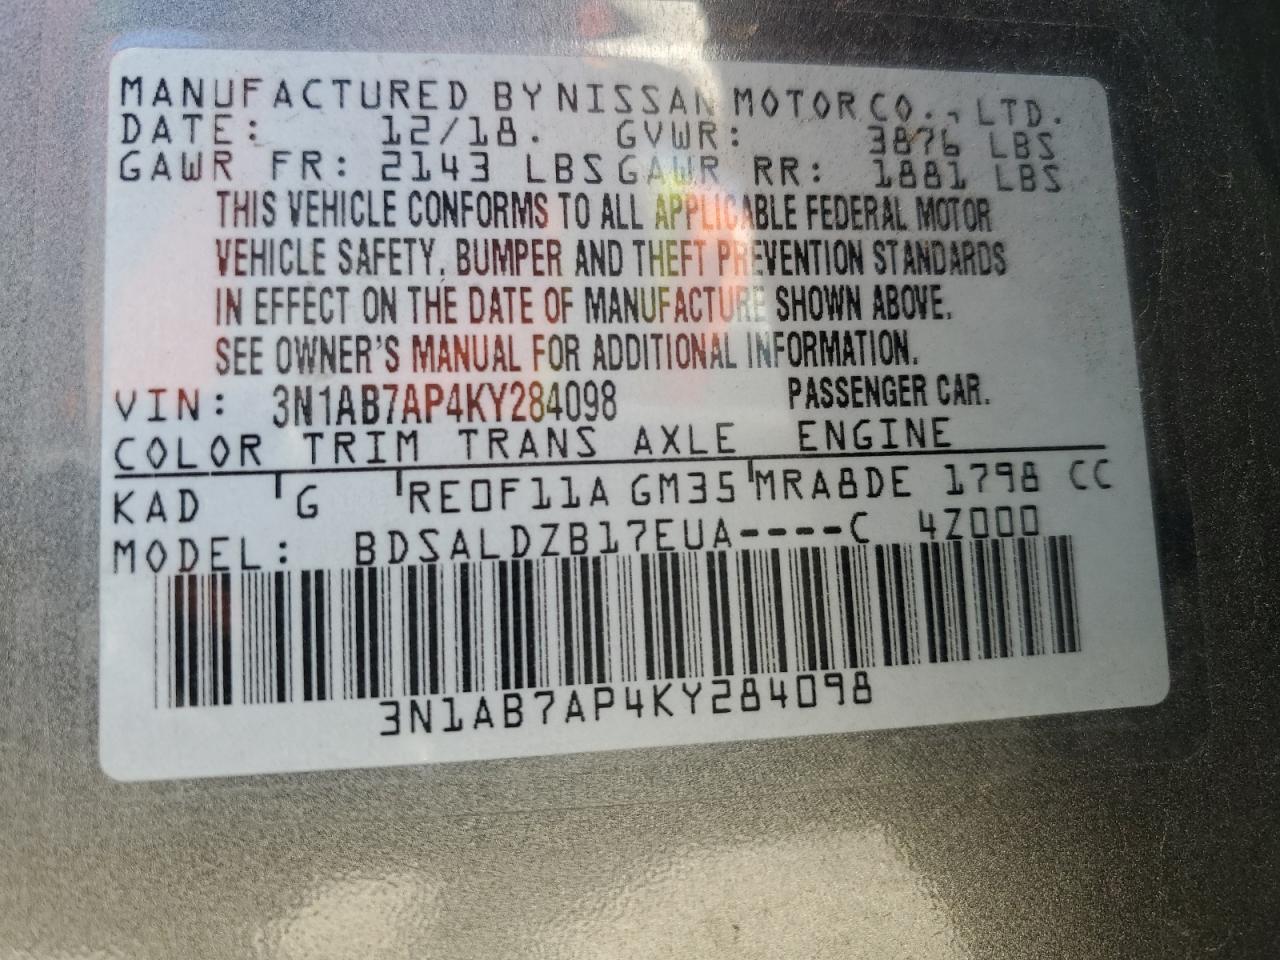 MANUFACTURED BY NISSAN MOTOR CO., LTD.
DATE: 12/18. GVWR: 3876 LBS
GAWR FR: 2143 LBS GAWR RR: 1881 LBS
THIS VEHICLE CONFORMS TO ALL APPLICABLE FEDERAL MOTOR
VEHICLE SAFETY, BUMPER AND THEFT PREVENTION STANDARDS
IN EFFECT ON THE DATE OF MANUFACTURE SHOWN ABOVE.
SEE OWNER'S MANUAL FOR ADDITIONAL INFORMATION.
VIN: 3N1AB7AP4KY284098 PASSENGER CAR.
COLOR TRIM TRANS AXLE ENGINE
KAD G RE0F11A GM35 MRA8DE 1798 CC
MODEL: BDSALDZB17EUA----C 4Z000
3N1AB7AP4KY284098